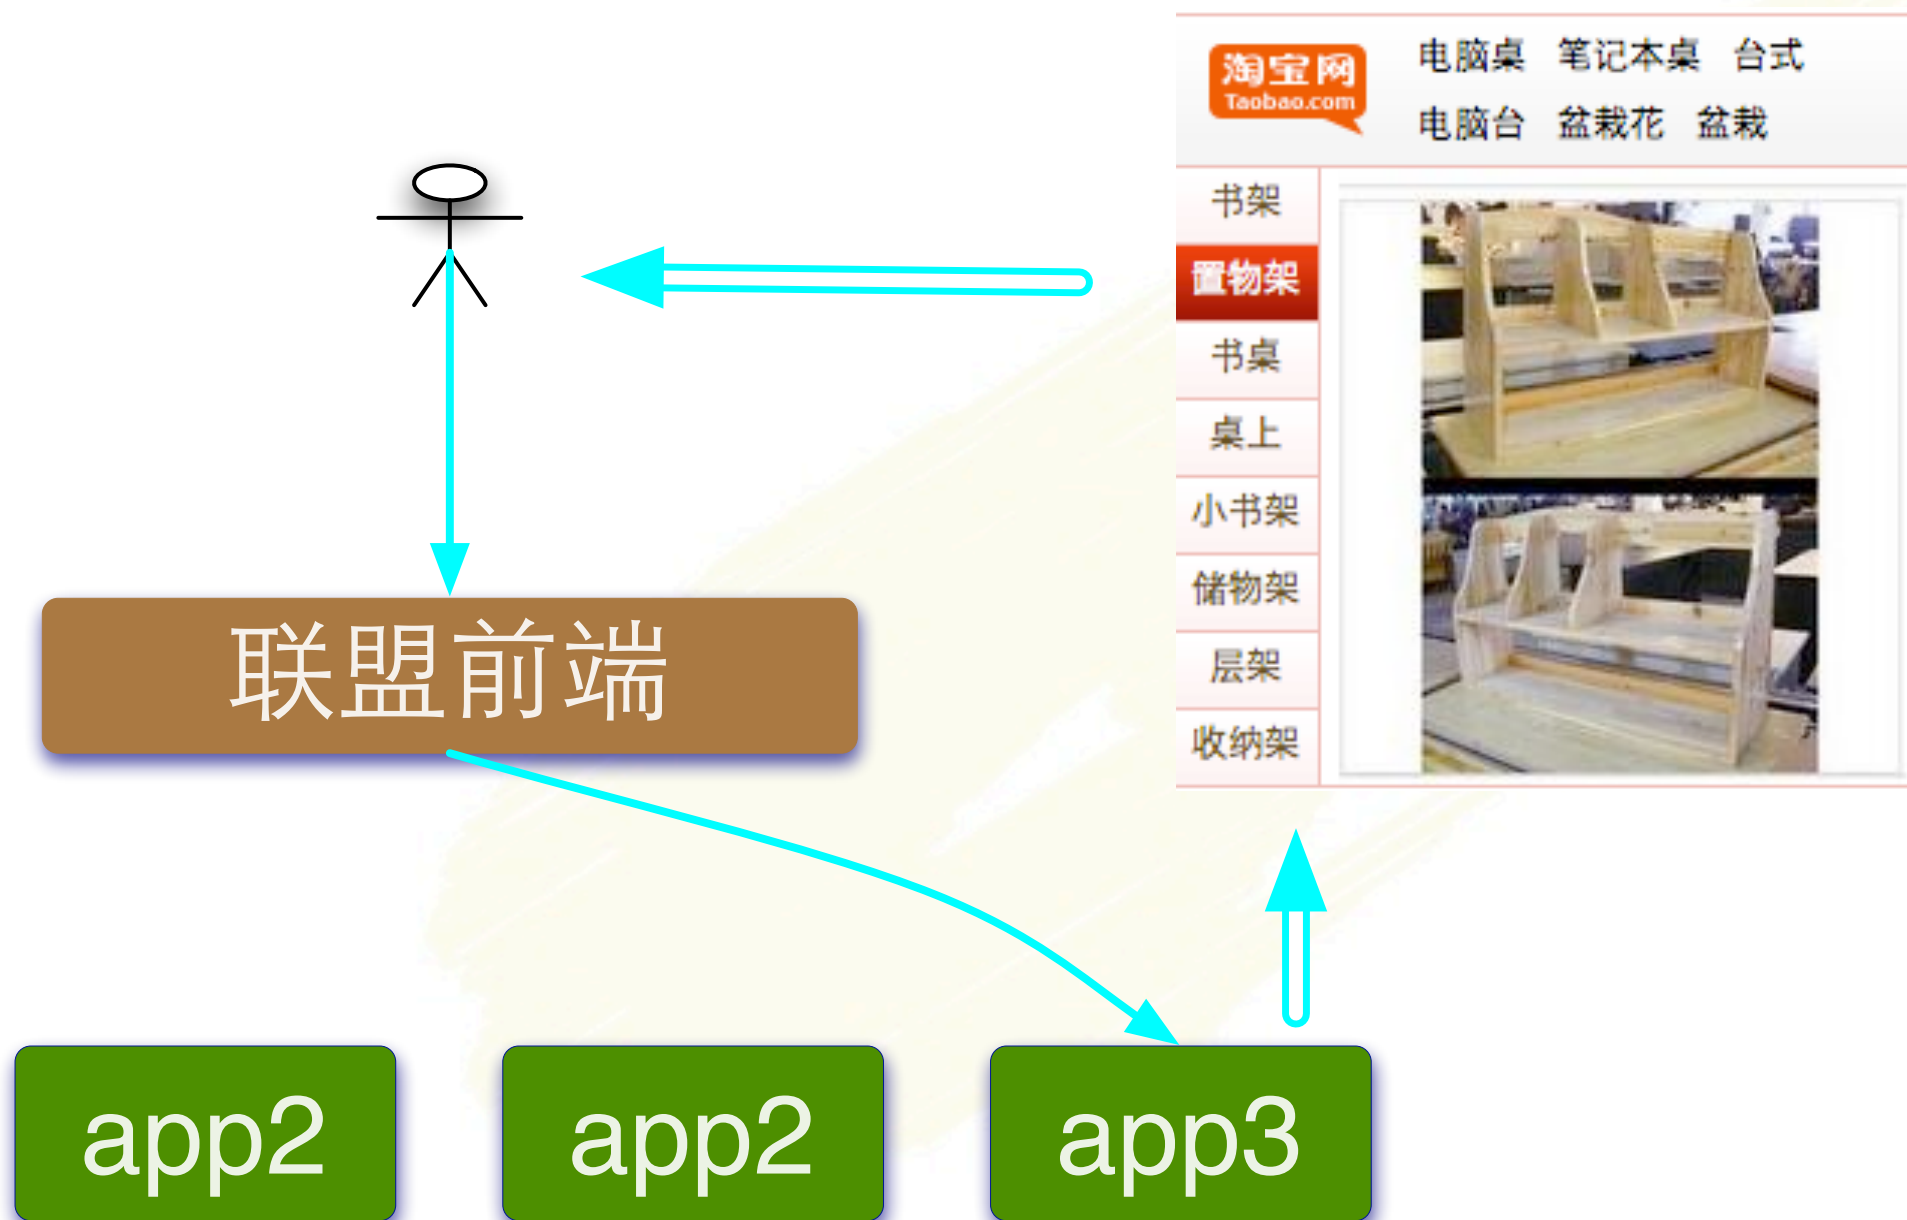 淘宝网
Taobao.com
电脑桌 笔记本桌 台式
电脑台 盆栽花 盆栽
书架
置物架
书桌
桌上
小书架
储物架
层架
收纳架
联盟前端
app2
app2
app3